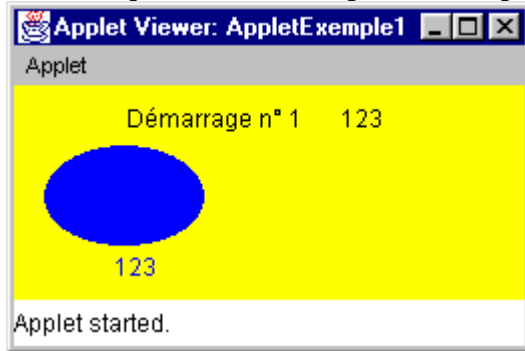 Applet Viewer: AppletExemple1
Applet
Démarrage n° 1 123
123
Applet started.